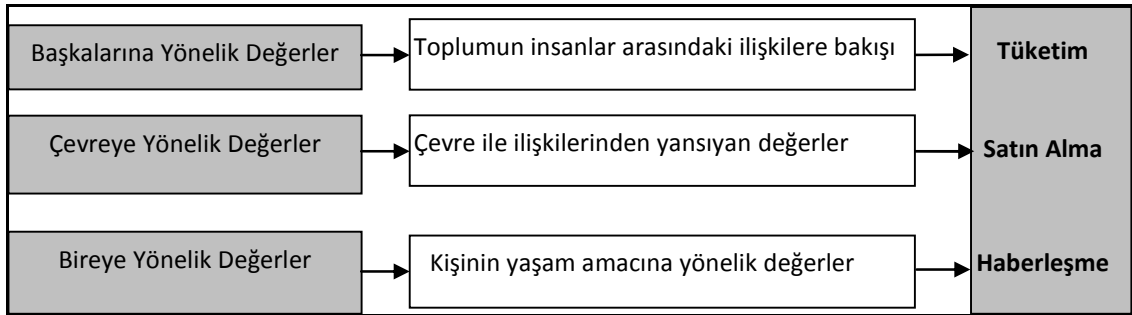 Başkalarına Yönelik Değerler
Toplumun insanlar arasındaki ilişkilere bakışı
Tüketim
Çevreye Yönelik Değerler
Çevre ile ilişkilerinden yansıyan değerler
Satın Alma
Bireye Yönelik Değerler
Kişinin yaşam amacına yönelik değerler
Haberleşme